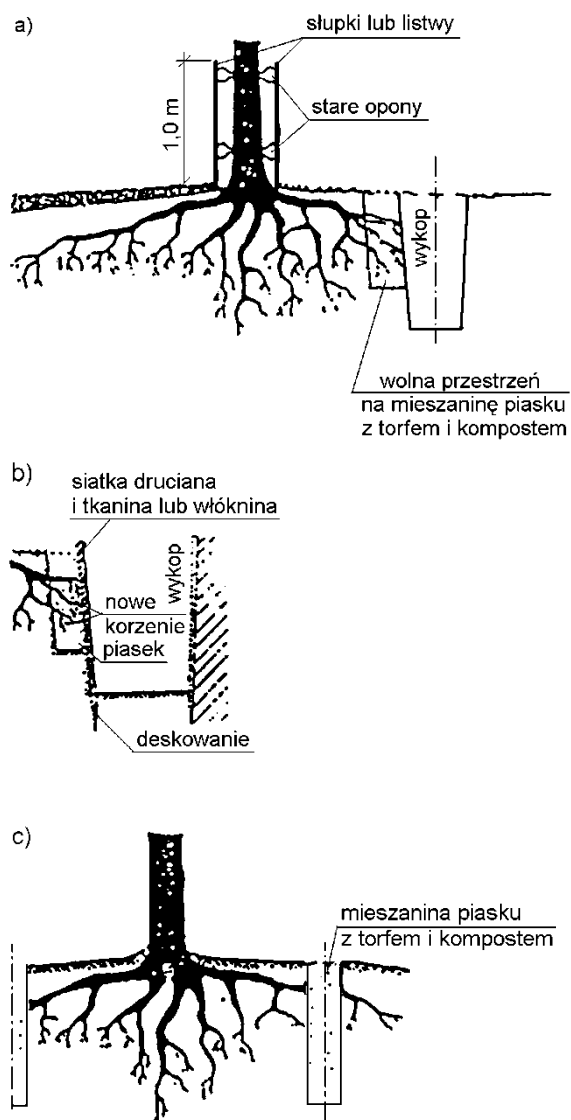 a)
słupki lub listwy
stare opony
1,0 m
wykop
wolna przestrzeń
na mieszaninę piasku
z torfem i kompostem
b)
siatka druciana
i tkanina lub włóknina
wykop
nowe
korzenie
piasek
deskowanie
c)
mieszanina piasku
z torfem i kompostem